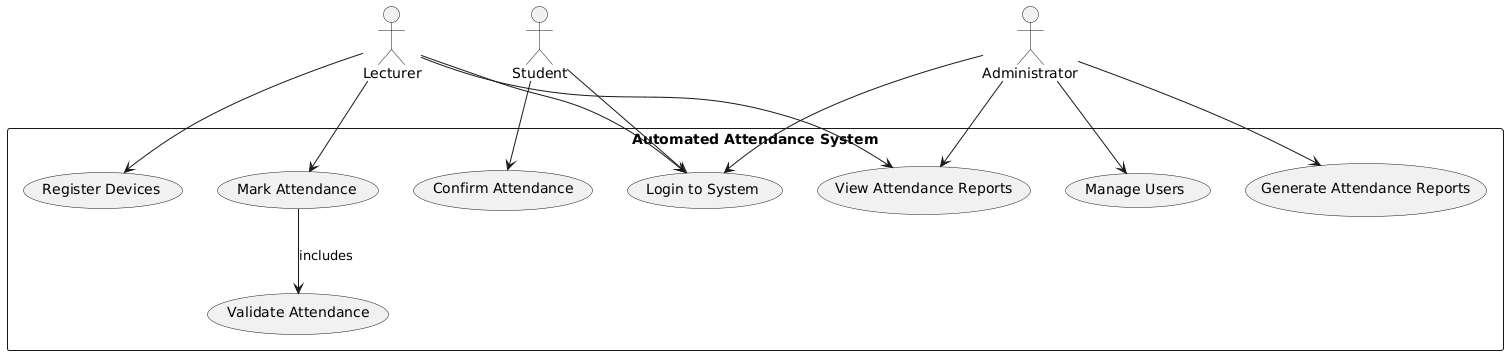 Lecturer
Student
Administrator
Automated Attendance System
Register Devices
Mark Attendance
Confirm Attendance
Login to System
View Attendance Reports
Manage Users
Generate Attendance Reports
includes
Validate Attendance